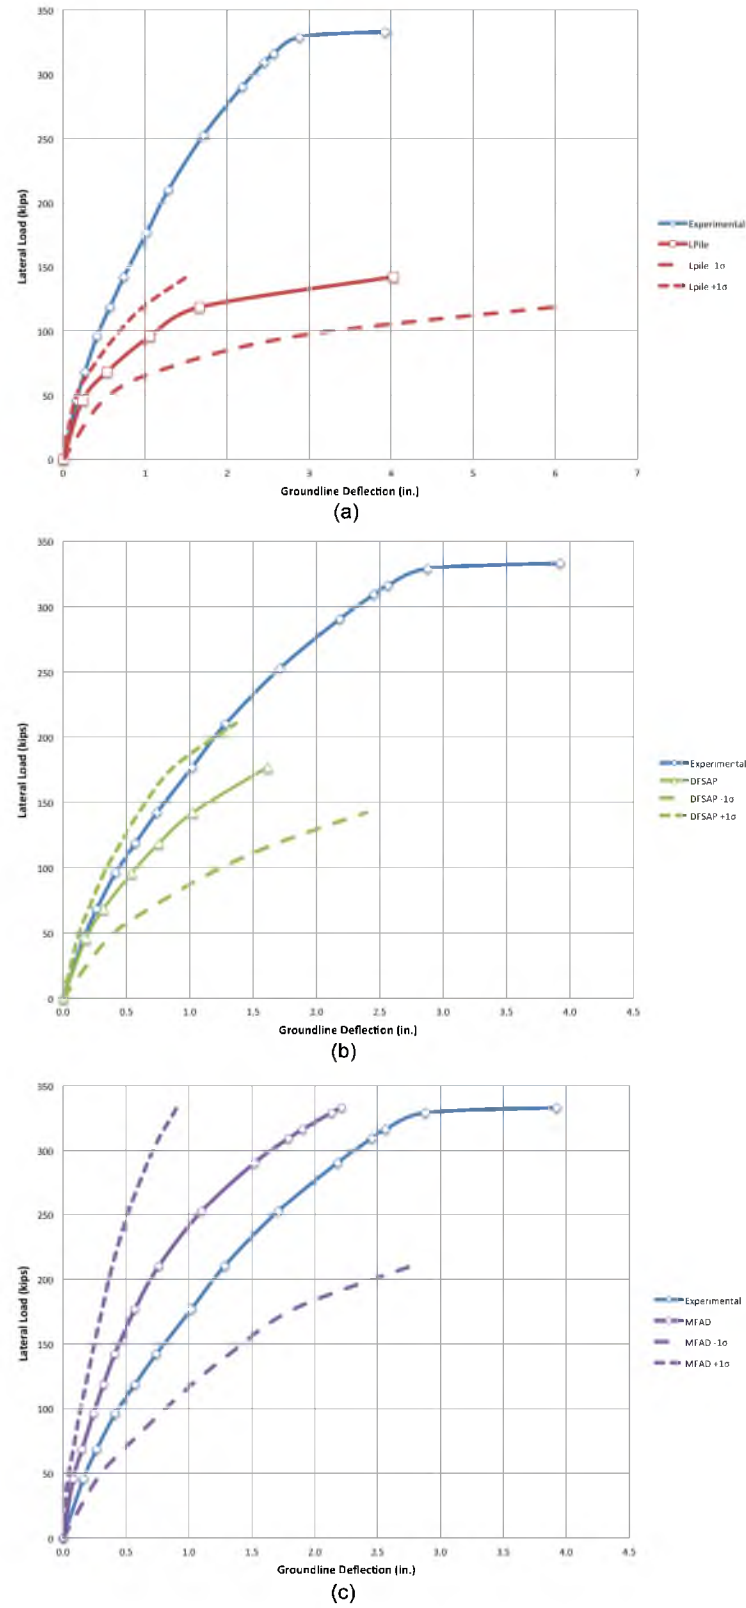 350
300
250
200
150
100
50
0
Lateral Load (kips)
0 1 2 3 4 5 6 7
Groundline Deflection (in.)
Experimental
LPile
Lpile -1σ
Lpile +1σ
(a)
350
300
250
200
150
100
50
0
Lateral Load (kips)
0.0 0.5 1.0 1.5 2.0 2.5 3.0 3.5 4.0 4.5
Groundline Deflection (in.)
Experimental
DFSAP
DFSAP -1σ
DFSAP +1σ
(b)
350
300
250
200
150
100
50
0
Lateral Load (kips)
0.0 0.5 1.0 1.5 2.0 2.5 3.0 3.5 4.0 4.5
Groundline Deflection (in.)
Experimental
MFAD
MFAD -1σ
MFAD +1σ
(c)